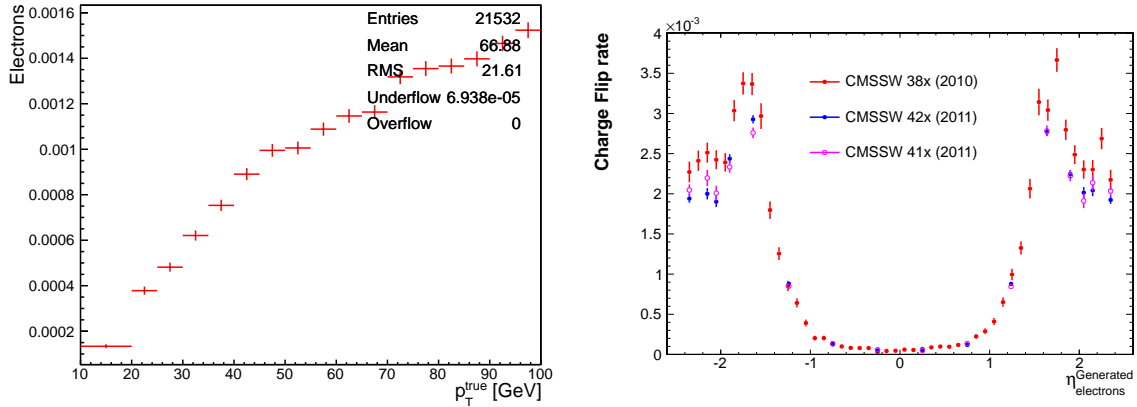 Electrons
0.0016
0.0014
0.0012
0.001
0.0008
0.0006
0.0004
0.0002
Entries 21532
Mean 66.88
RMS 21.61
Underflow 6.938e-05
Overflow 0
10 20 30 40 50 60 70 80 90 100
p_T^true [GeV]
×10^-3
Charge Flip rate
4
3.5
3
2.5
2
1.5
1
0.5
0
CMSSW 38x (2010)
CMSSW 42x (2011)
CMSSW 41x (2011)
-2 -1 0 1 2
η^Generated_electrons